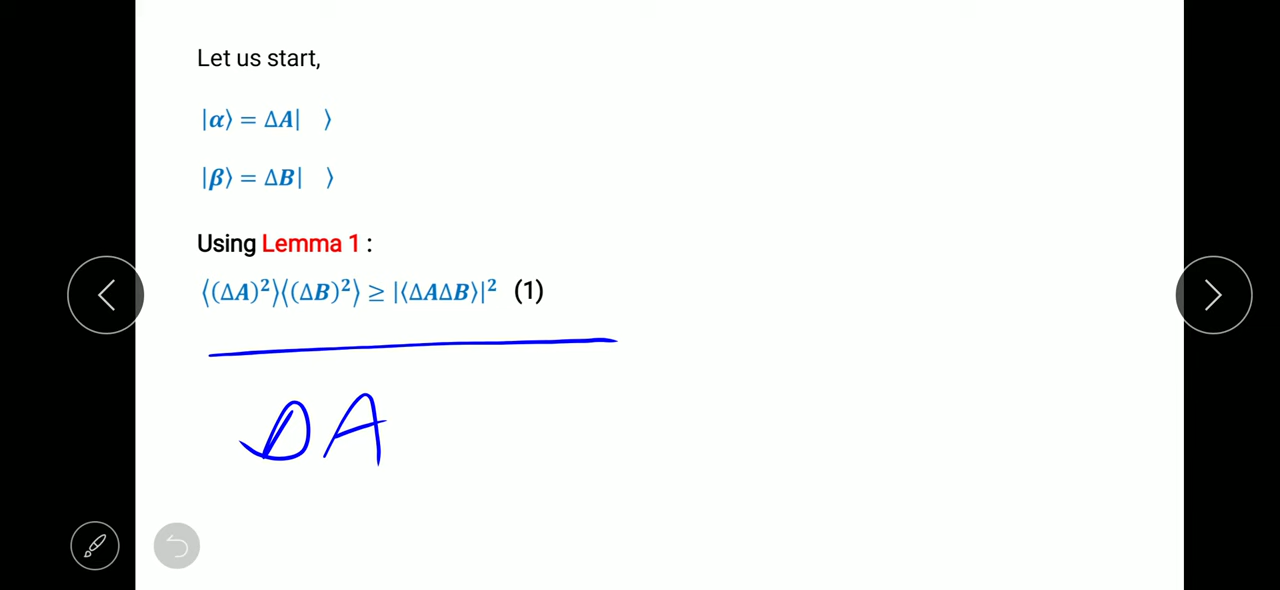 Let us start,
|α⟩ = ΔA| ⟩
|β⟩ = ΔB| ⟩
Using Lemma 1 :
⟨(ΔA)²⟩⟨(ΔB)²⟩ ≥ |⟨ΔAΔB⟩|² (1)
ΔA